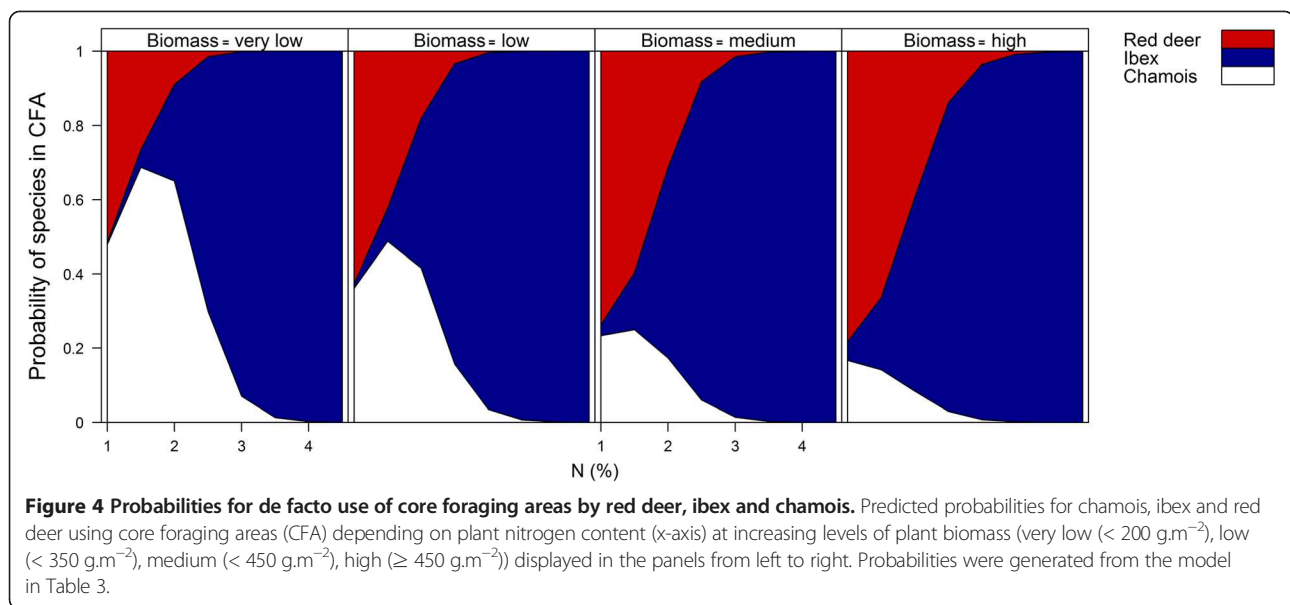 Biomass = very low Biomass = low Biomass = medium Biomass = high
Red deer
Ibex
Chamois
Probability of species in CFA
1
0.8
0.6
0.4
0.2
0
1 2 3 4 1 2 3 4
N (%)
Figure 4 Probabilities for de facto use of core foraging areas by red deer, ibex and chamois. Predicted probabilities for chamois, ibex and red
deer using core foraging areas (CFA) depending on plant nitrogen content (x-axis) at increasing levels of plant biomass (very low (< 200 g.m⁻²), low
(< 350 g.m⁻²), medium (< 450 g.m⁻²), high (≥ 450 g.m⁻²)) displayed in the panels from left to right. Probabilities were generated from the model
in Table 3.